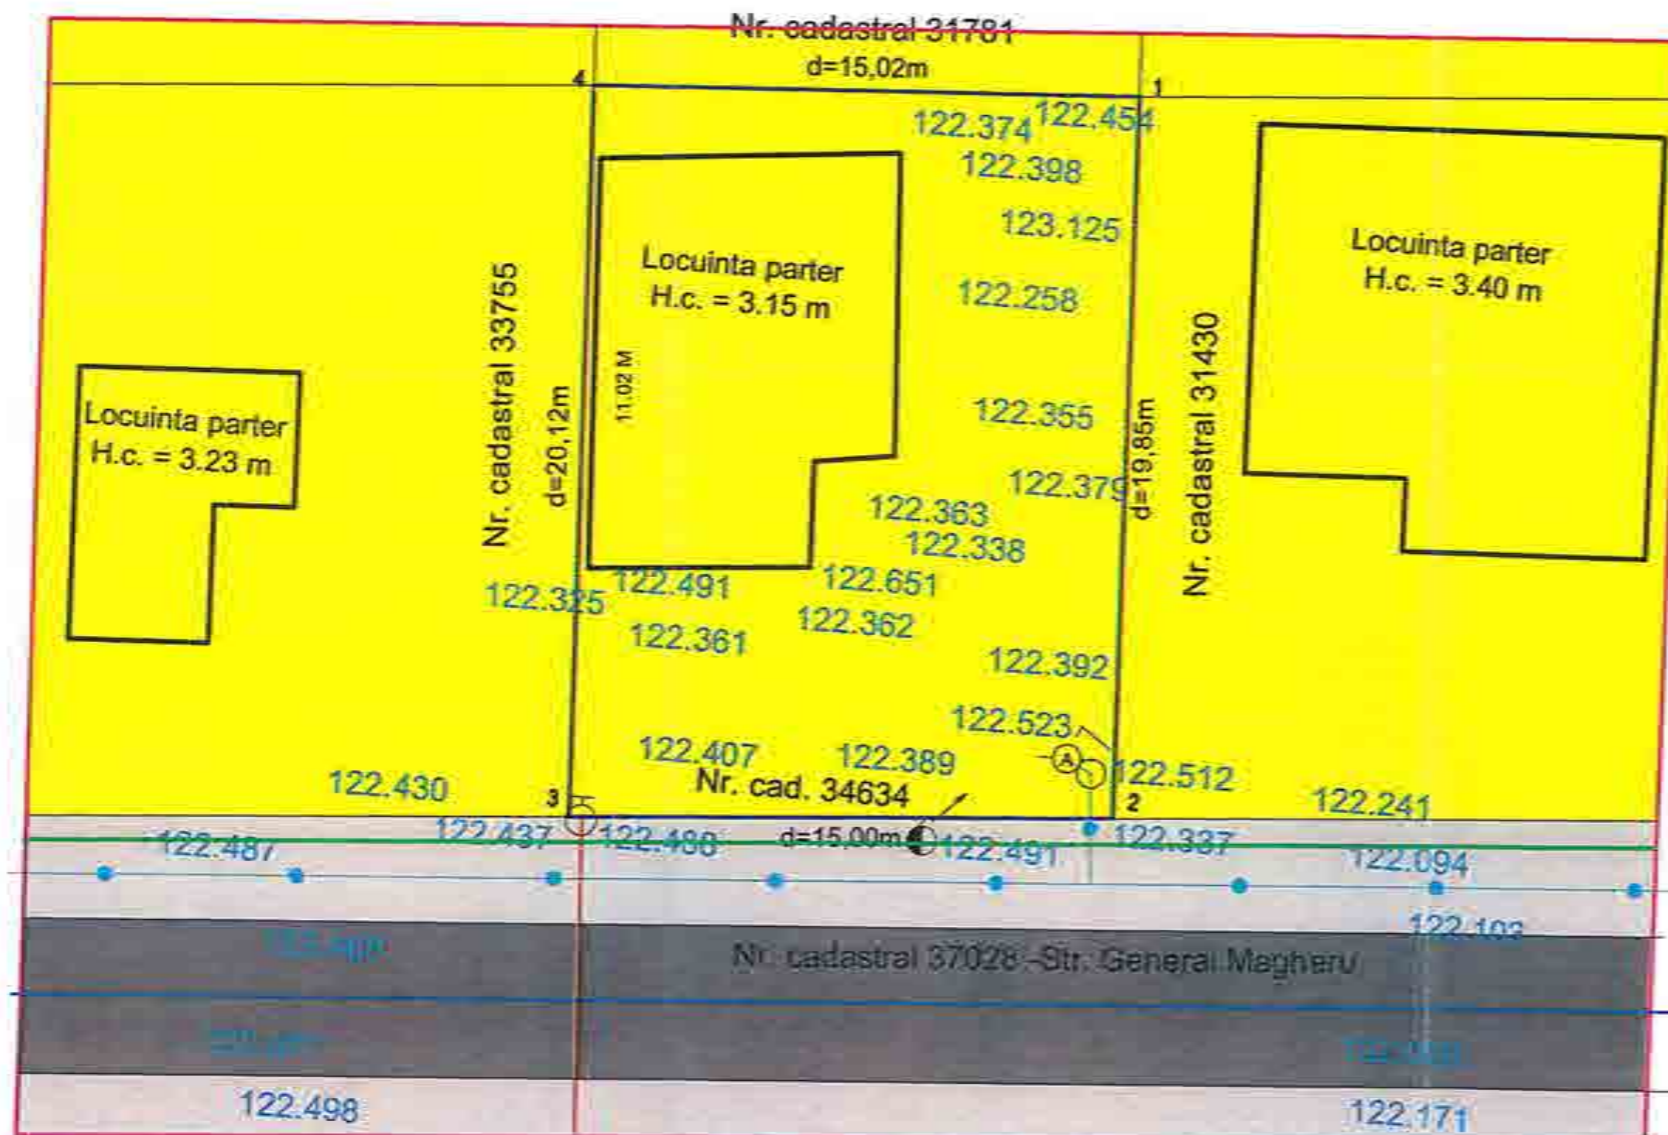 Nr. cadastral 31781
d=15,02m
4
1
122.374
122.454
122.398
123.125
Locuinta parter
H.c. = 3.15 m
122.258
Locuinta parter
H.c. = 3.40 m
Nr. cadastral 33755
d=20,12m
11.02 M
122.355
d=19,85m
Nr. cadastral 31430
Locuinta parter
H.c. = 3.23 m
122.379
122.363
122.338
122.325
122.491
122.651
122.361
122.362
122.392
122.523
122.407
122.389
A
122.512
122.430
3
Nr. cad. 34634
2
122.241
122.487
122.437
d=15,00m
122.491
122.337
122.094
Nr. cadastral 37028 -Str. General Magheru
122.498
122.171